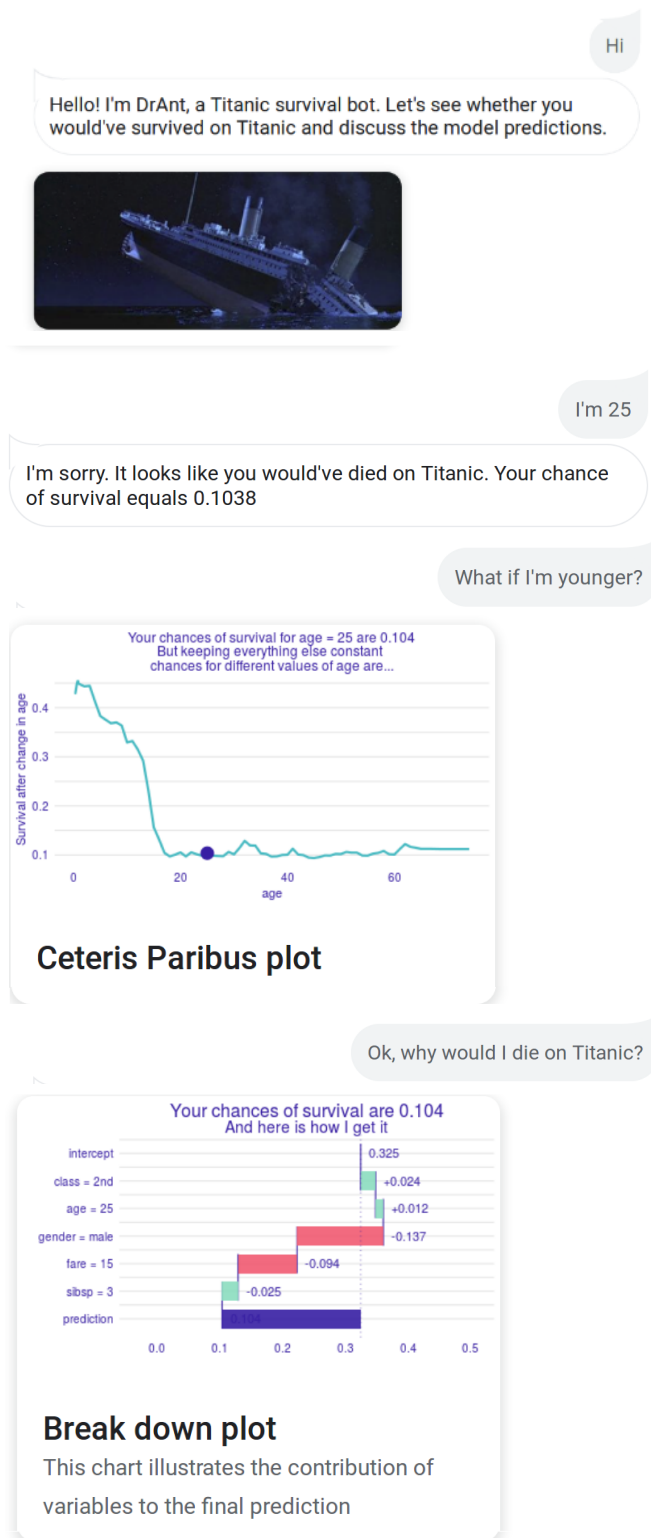 Hi
Hello! I'm DrAnt, a Titanic survival bot. Let's see whether you
would've survived on Titanic and discuss the model predictions.
I'm 25
I'm sorry. It looks like you would've died on Titanic. Your chance
of survival equals 0.1038
What if I'm younger?
Your chances of survival for age = 25 are 0.104
But keeping everything else constant
chances for different values of age are...
Survival after change in age
0.4
0.3
0.2
0.1
0 20 40 60
age
Ceteris Paribus plot
Ok, why would I die on Titanic?
Your chances of survival are 0.104
And here is how I get it
intercept 0.325
class = 2nd +0.024
age = 25 +0.012
gender = male -0.137
fare = 15 -0.094
sibsp = 3 -0.025
prediction 0.104
0.0 0.1 0.2 0.3 0.4 0.5
Break down plot
This chart illustrates the contribution of
variables to the final prediction